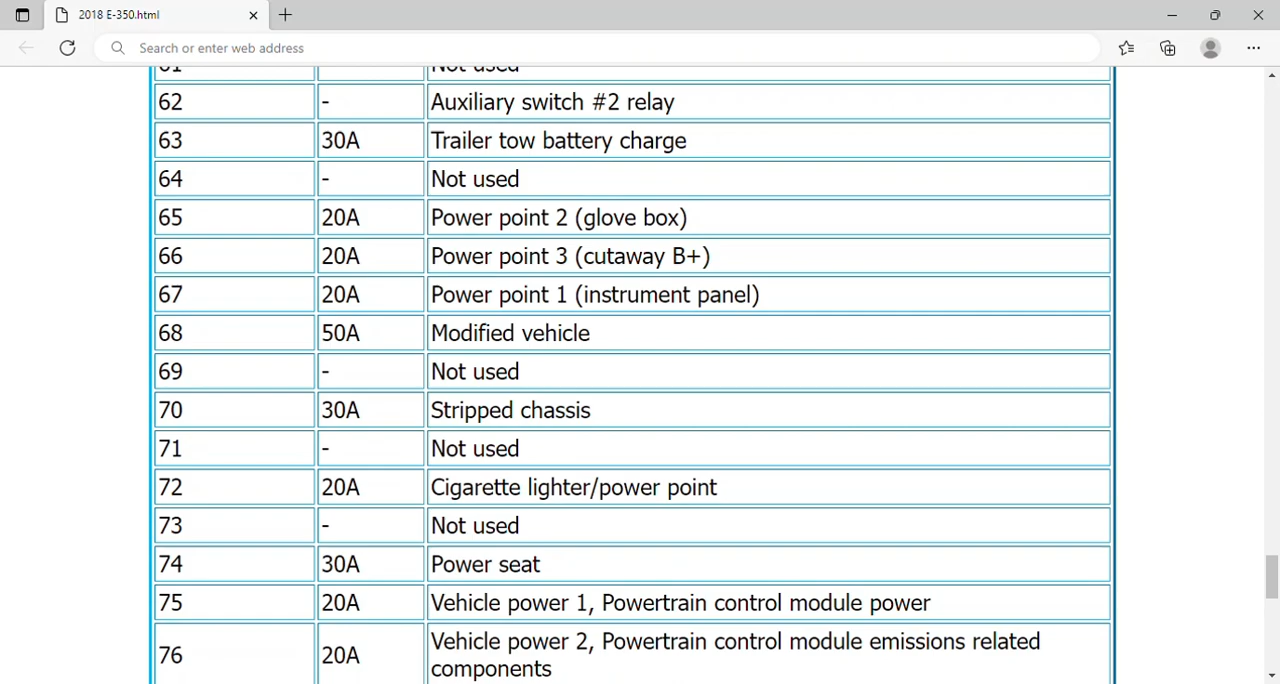 2018 E-350.html
Search or enter web address
61 Not used
62 - Auxiliary switch #2 relay
63 30A Trailer tow battery charge
64 - Not used
65 20A Power point 2 (glove box)
66 20A Power point 3 (cutaway B+)
67 20A Power point 1 (instrument panel)
68 50A Modified vehicle
69 - Not used
70 30A Stripped chassis
71 - Not used
72 20A Cigarette lighter/power point
73 - Not used
74 30A Power seat
75 20A Vehicle power 1, Powertrain control module power
76 20A Vehicle power 2, Powertrain control module emissions related
components